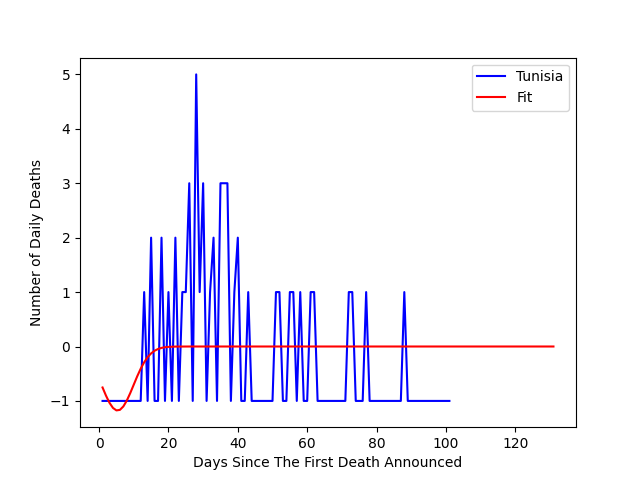 Tunisia
Fit
5
4
3
2
1
0
−1
Number of Daily Deaths
0 20 40 60 80 100 120
Days Since The First Death Announced